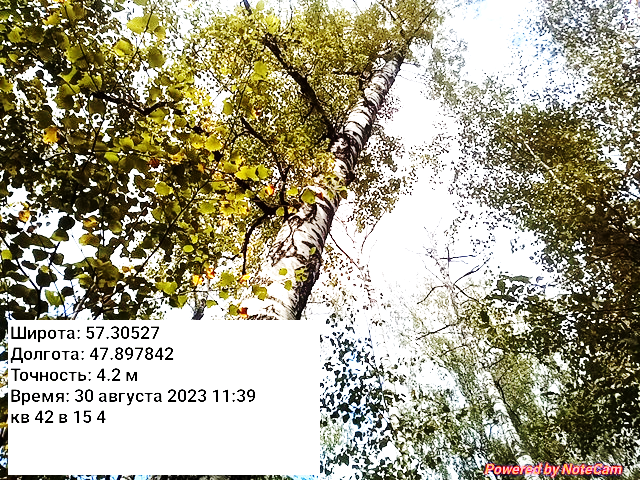 Широта: 57.30527
Долгота: 47.897842
Точность: 4.2 м
Время: 30 августа 2023 11:39
кв 42 в 15 4
Powered by NoteCam